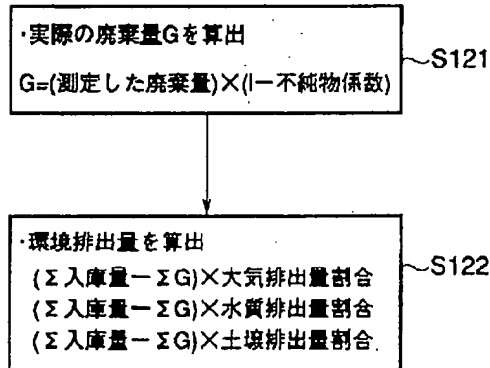 ・実際の廃棄量Gを算出
G=(測定した廃棄量)×(I−不純物係数)
S121
・環境排出量を算出
(Σ入庫量−ΣG)×大気排出量割合
(Σ入庫量−ΣG)×水質排出量割合
(Σ入庫量−ΣG)×土壌排出量割合
S122